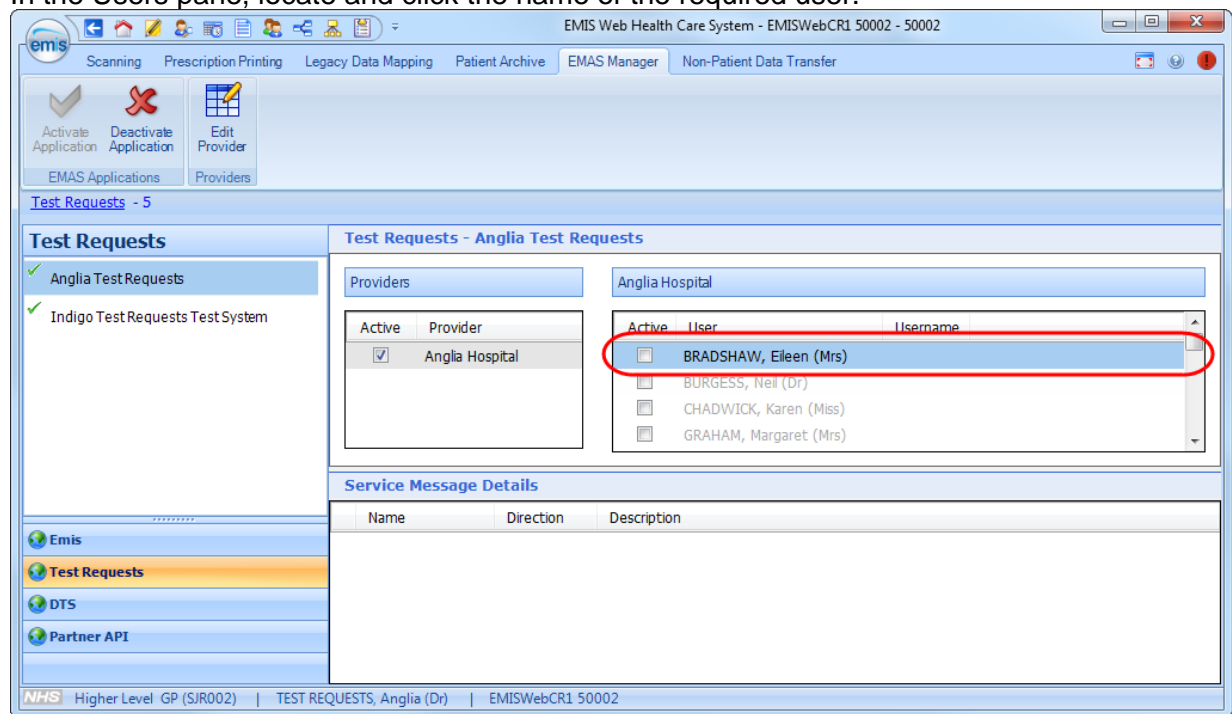 In the Users pane, locate and click the name of the required user.
emis
EMIS Web Health Care System - EMISWebCR1 50002 - 50002
Scanning Prescription Printing Legacy Data Mapping Patient Archive EMAS Manager Non-Patient Data Transfer
Activate Application
Deactivate Application
Edit Provider
EMAS Applications Providers
Test Requests - 5
Test Requests
Anglia Test Requests
Indigo Test Requests Test System
Test Requests - Anglia Test Requests
Providers
Active Provider
Anglia Hospital
Anglia Hospital
Active User Username
BRADSHAW, Eileen (Mrs)
BURGESS, Neil (Dr)
CHADWICK, Karen (Miss)
GRAHAM, Margaret (Mrs)
Service Message Details
Name Direction Description
Emis
Test Requests
DTS
Partner API
NHS Higher Level GP (SJR002) | TEST REQUESTS, Anglia (Dr) | EMISWebCR1 50002